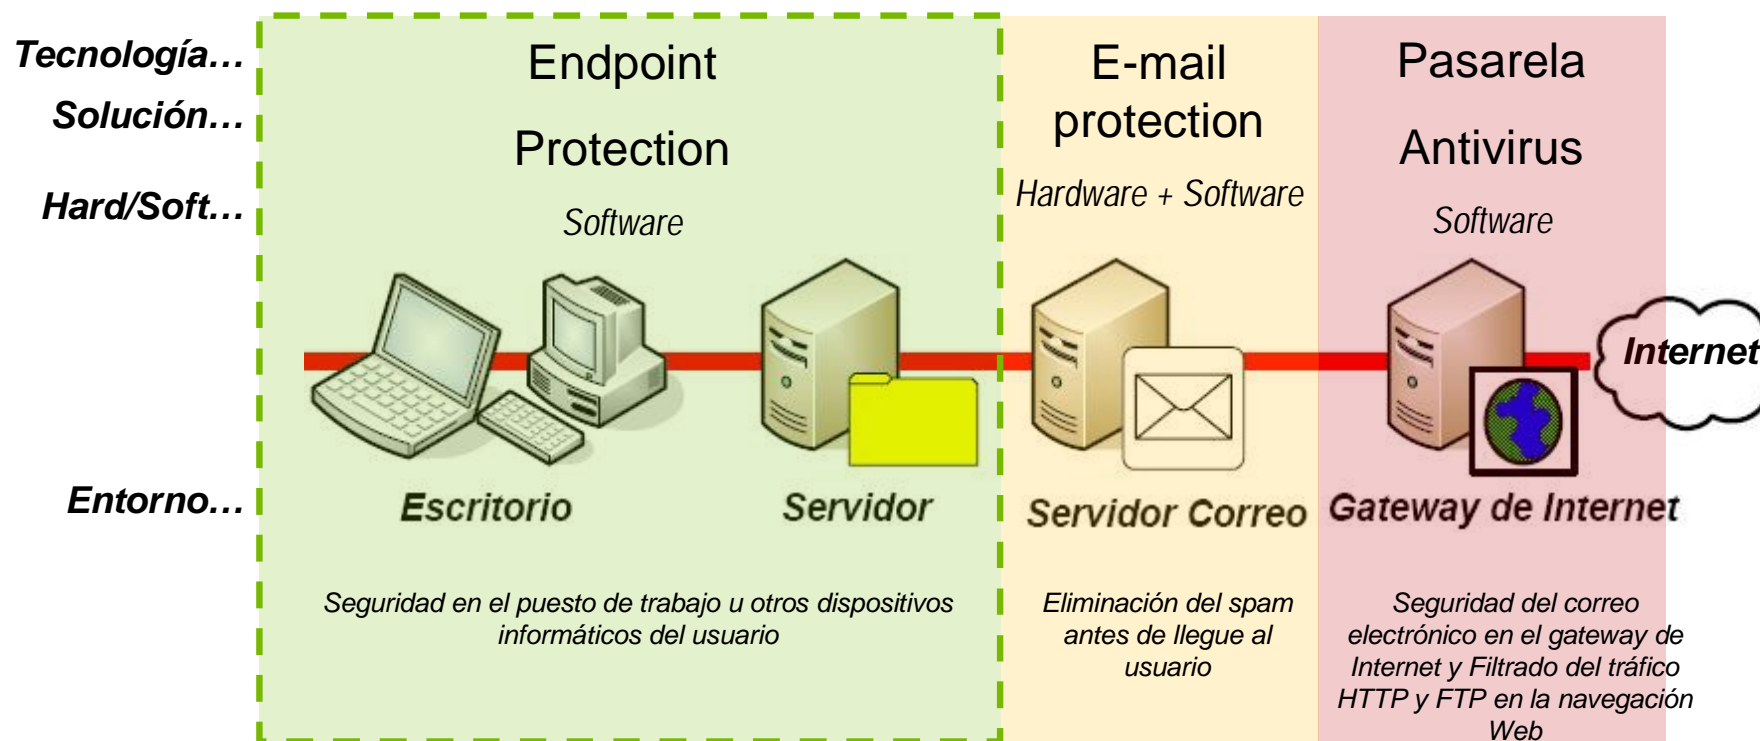 Tecnología…
Solución…
Hard/Soft…
Entorno…
Endpoint
Protection
Software
Escritorio
Servidor
Seguridad en el puesto de trabajo u otros dispositivos
informáticos del usuario
E-mail
protection
Hardware + Software
Servidor Correo
Eliminación del spam
antes de llegue al
usuario
Pasarela
Antivirus
Software
Gateway de Internet
Seguridad del correo
electrónico en el gateway de
Internet y Filtrado del tráfico
HTTP y FTP en la navegación
Web
Internet